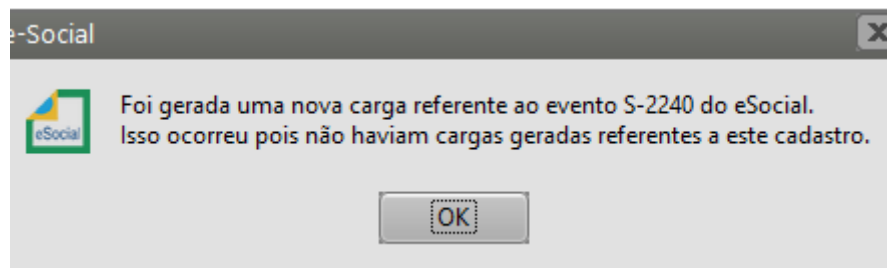 e-Social
eSocial
Foi gerada uma nova carga referente ao evento S-2240 do eSocial.
Isso ocorreu pois não haviam cargas geradas referentes a este cadastro.
OK